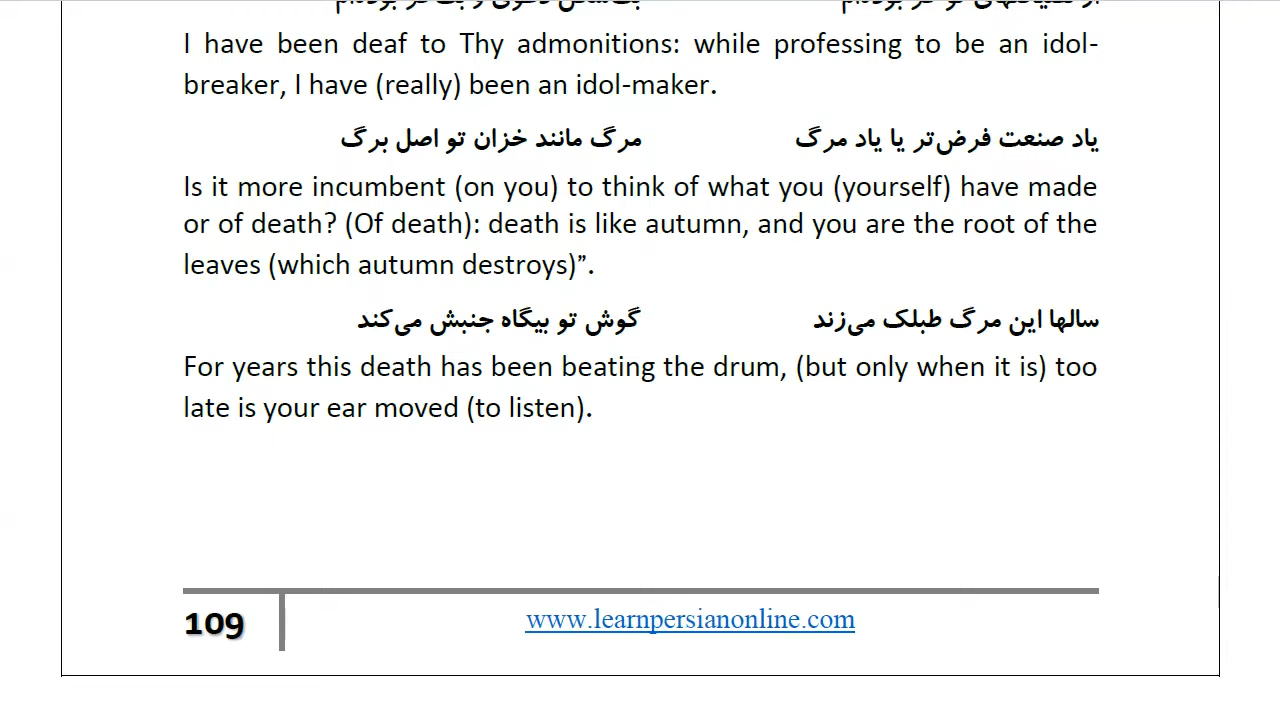 I have been deaf to Thy admonitions: while professing to be an idol-
breaker, I have (really) been an idol-maker.
یاد صنعت فرض‌تر یا یاد مرگ مرگ مانند خزان تو اصل برگ
Is it more incumbent (on you) to think of what you (yourself) have made
or of death? (Of death): death is like autumn, and you are the root of the
leaves (which autumn destroys)”.
سالها این مرگ طبلک می‌زند گوش تو بیگاه جنبش می‌کند
For years this death has been beating the drum, (but only when it is) too
late is your ear moved (to listen).
109 www.learnpersianonline.com